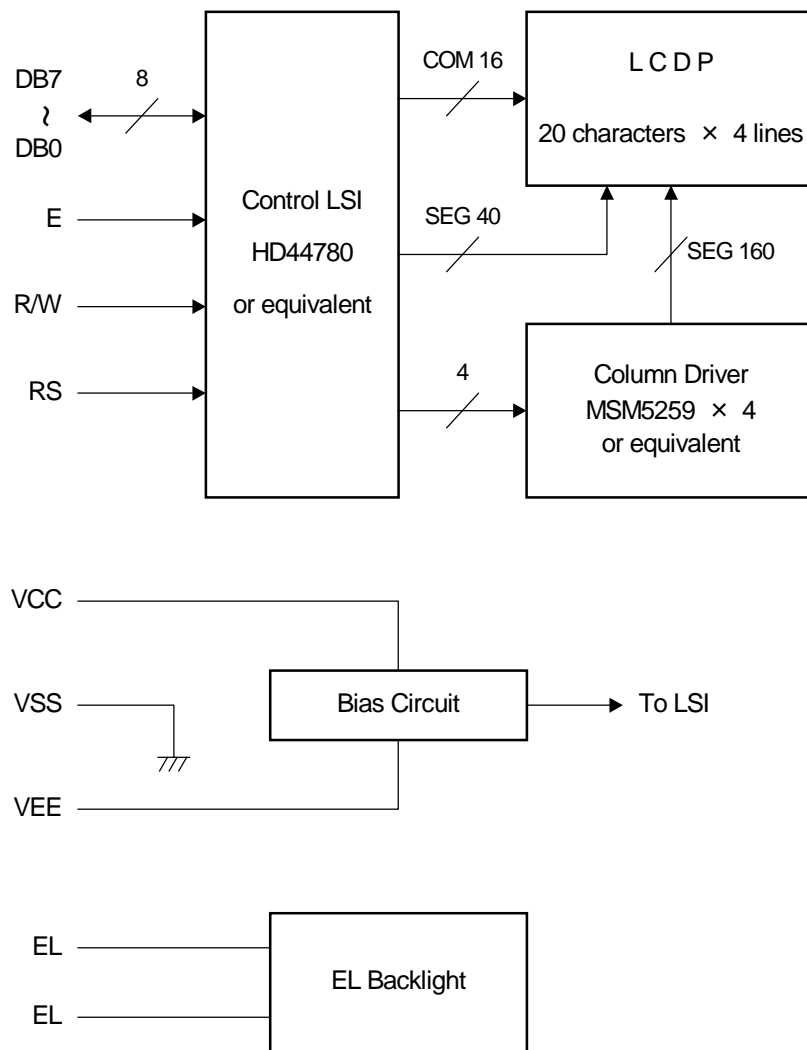 DB7
~
DB0
8
E
R/W
RS
Control LSI
HD44780
or equivalent
COM 16
SEG 40
4
L C D P
20 characters × 4 lines
SEG 160
Column Driver
MSM5259 × 4
or equivalent
VCC
VSS
VEE
Bias Circuit
To LSI
EL
EL
EL Backlight